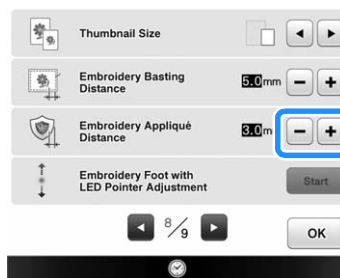 Thumbnail Size
Embroidery Basting
Distance
5.0mm
Embroidery Appliqué
Distance
3.0m
Embroidery Foot with
LED Pointer Adjustment
Start
8/9
OK